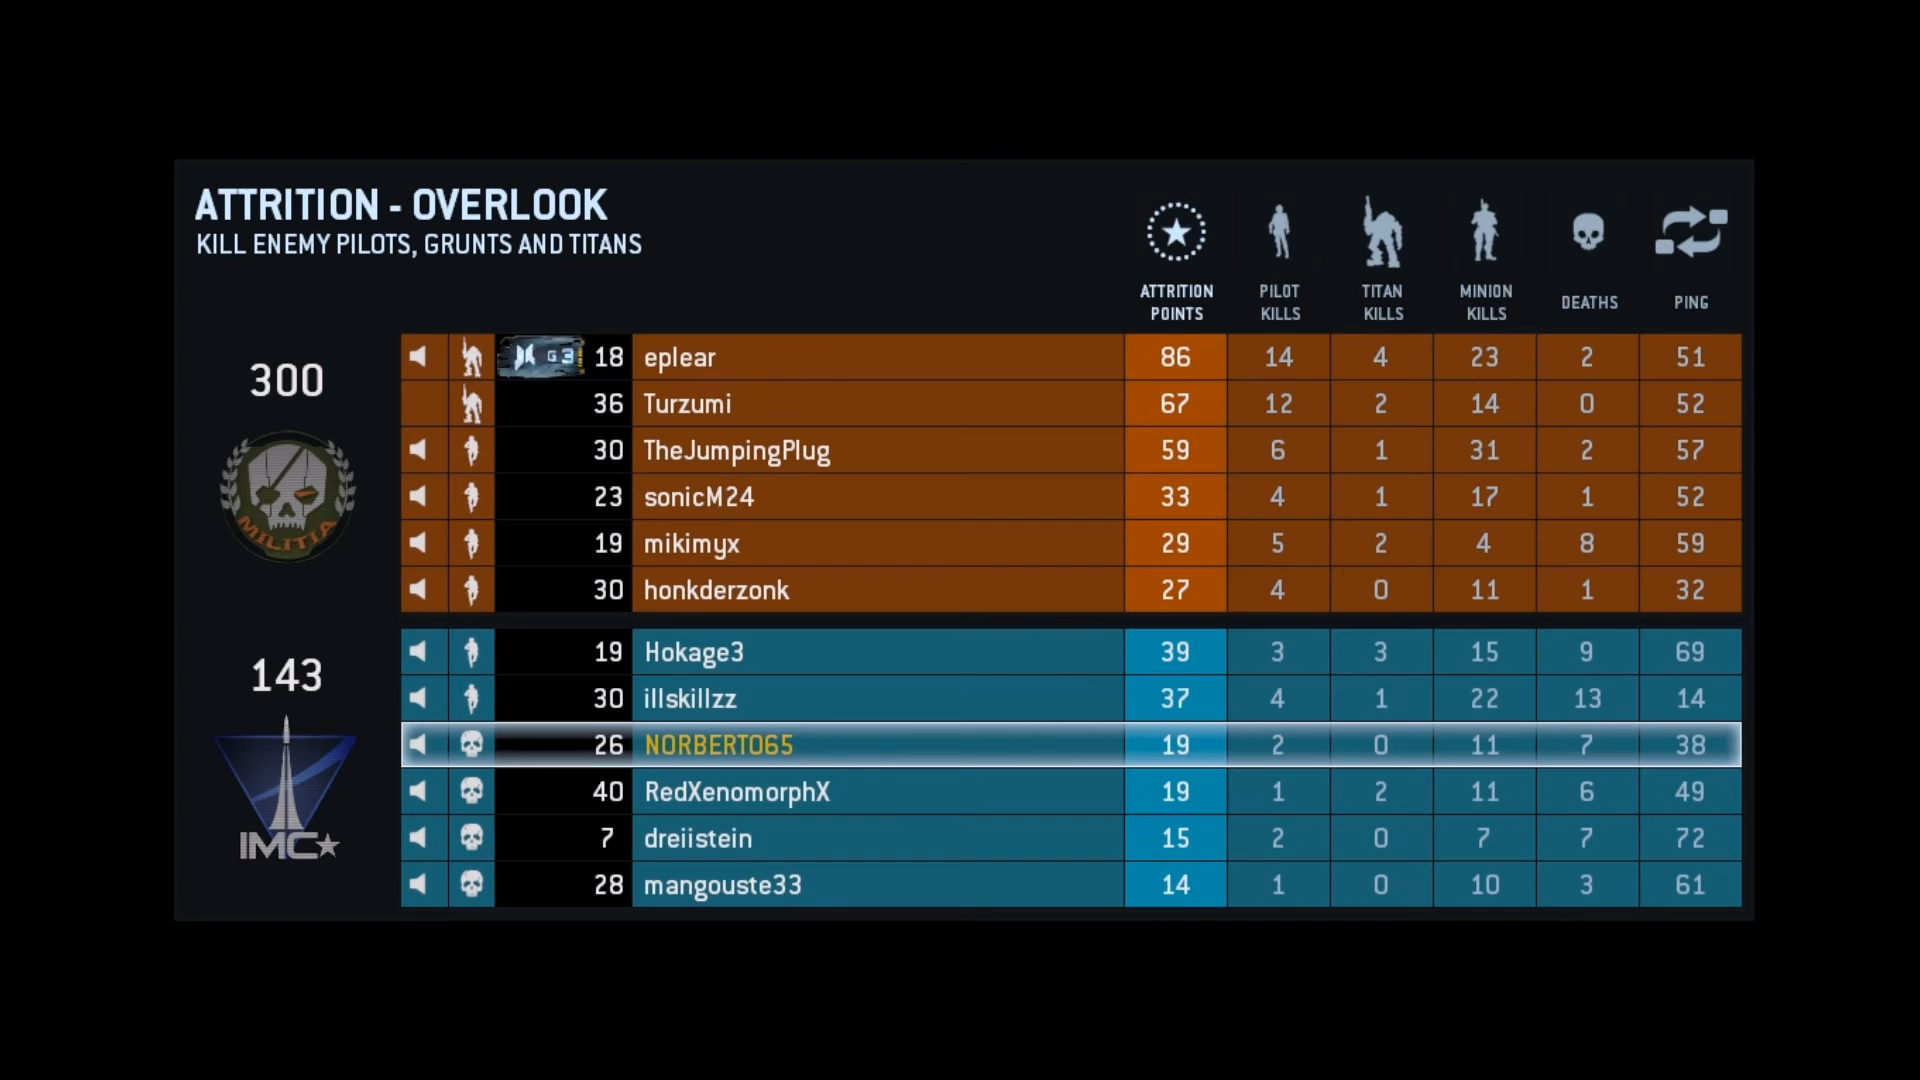 ATTRITION - OVERLOOK
KILL ENEMY PILOTS, GRUNTS AND TITANS
ATTRITION POINTS PILOT KILLS TITAN KILLS MINION KILLS DEATHS PING
300
MILITIA
G3 18 eplear 86 14 4 23 2 51
36 Turzumi 67 12 2 14 0 52
30 TheJumpingPlug 59 6 1 31 2 57
23 sonicM24 33 4 1 17 1 52
19 mikimyx 29 5 2 4 8 59
30 honkderzonk 27 4 0 11 1 32
143
IMC
19 Hokage3 39 3 3 15 9 69
30 illskillzz 37 4 1 22 13 14
26 NORBERTO65 19 2 0 11 7 38
40 RedXenomorphX 19 1 2 11 6 49
7 dreiistein 15 2 0 7 7 72
28 mangouste33 14 1 0 10 3 61